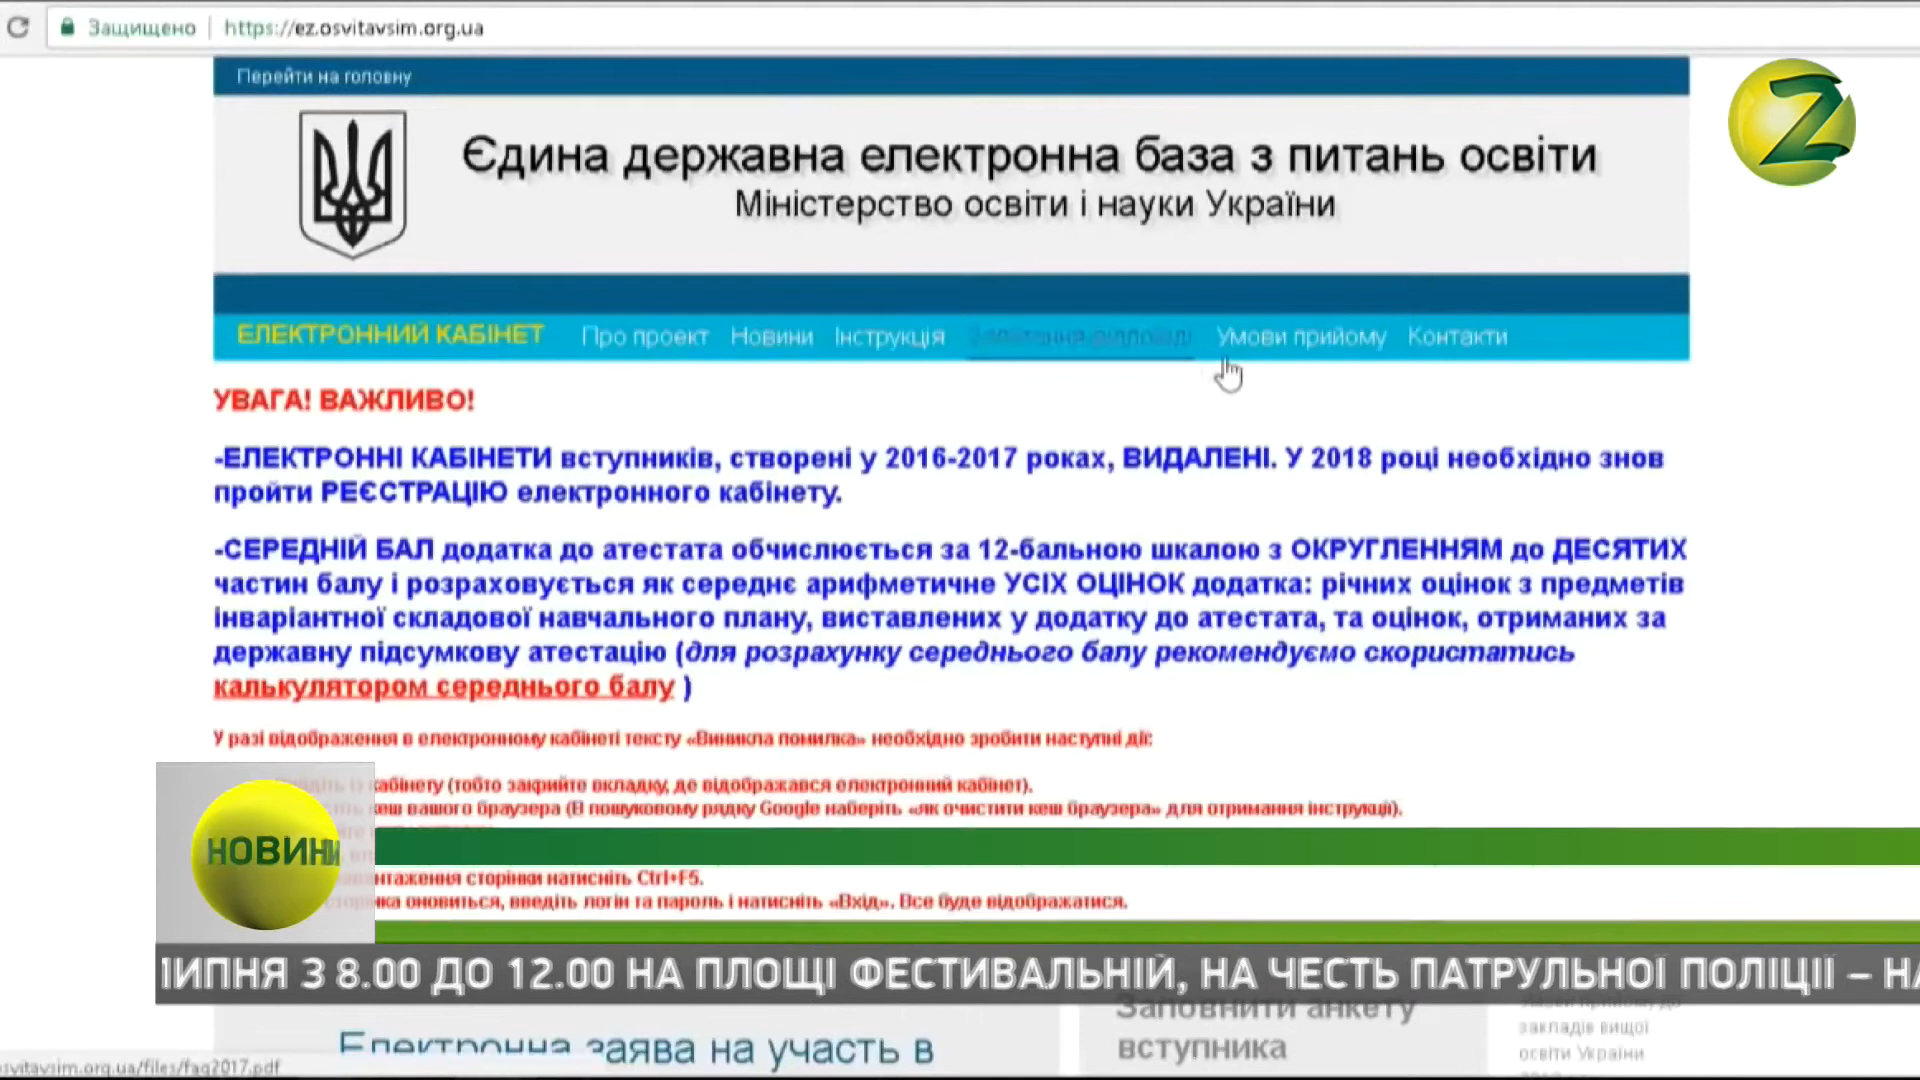 Защищено https://ez.osvitavsim.org.ua
Перейти на головну
Z
Єдина державна електронна база з питань освіти
Міністерство освіти і науки України
ЕЛЕКТРОННИЙ КАБІНЕТ Про проект Новини Інструкція Умови прийому Контакти
УВАГА! ВАЖЛИВО!
-ЕЛЕКТРОННІ КАБІНЕТИ вступників, створені у 2016-2017 роках, ВИДАЛЕНІ. У 2018 році необхідно знов
пройти РЕЄСТРАЦІЮ електронного кабінету.
-СЕРЕДНІЙ БАЛ додатка до атестата обчислюється за 12-бальною шкалою з ОКРУГЛЕННЯМ до ДЕСЯТИХ
частин балу і розраховується як середнє арифметичне УСІХ ОЦІНОК додатка: річних оцінок з предметів
інваріантної складової навчального плану, виставлених у додатку до атестата, та оцінок, отриманих за
державну підсумкову атестацію (для розрахунку середнього балу рекомендуємо скористатись
калькулятором середнього балу )
У разі відображення в електронному кабінеті тексту «Виникла помилка» необхідно зробити наступні дії:
кабінету (тобто закрийте вкладку, де відображався електронний кабінет).
кеш вашого браузера (В пошуковому рядку Google наберіть «як очистити кеш браузера» для отримання інструкції).
сторінки натисніть Ctrl+F5.
оновиться, введіть логін та пароль і натисніть «Вхід». Все буде відображатися.
НОВИНИ
ИПНЯ З 8.00 ДО 12.00 НА ПЛОЩІ ФЕСТИВАЛЬНІЙ, НА ЧЕСТЬ ПАТРУЛЬНОЇ ПОЛІЦІЇ – НА
Електронна заява на участь в
Заповнити анкету
вступника
закладів вищої
освіти України
svitavsim.org.ua/files/faq2017.pdf